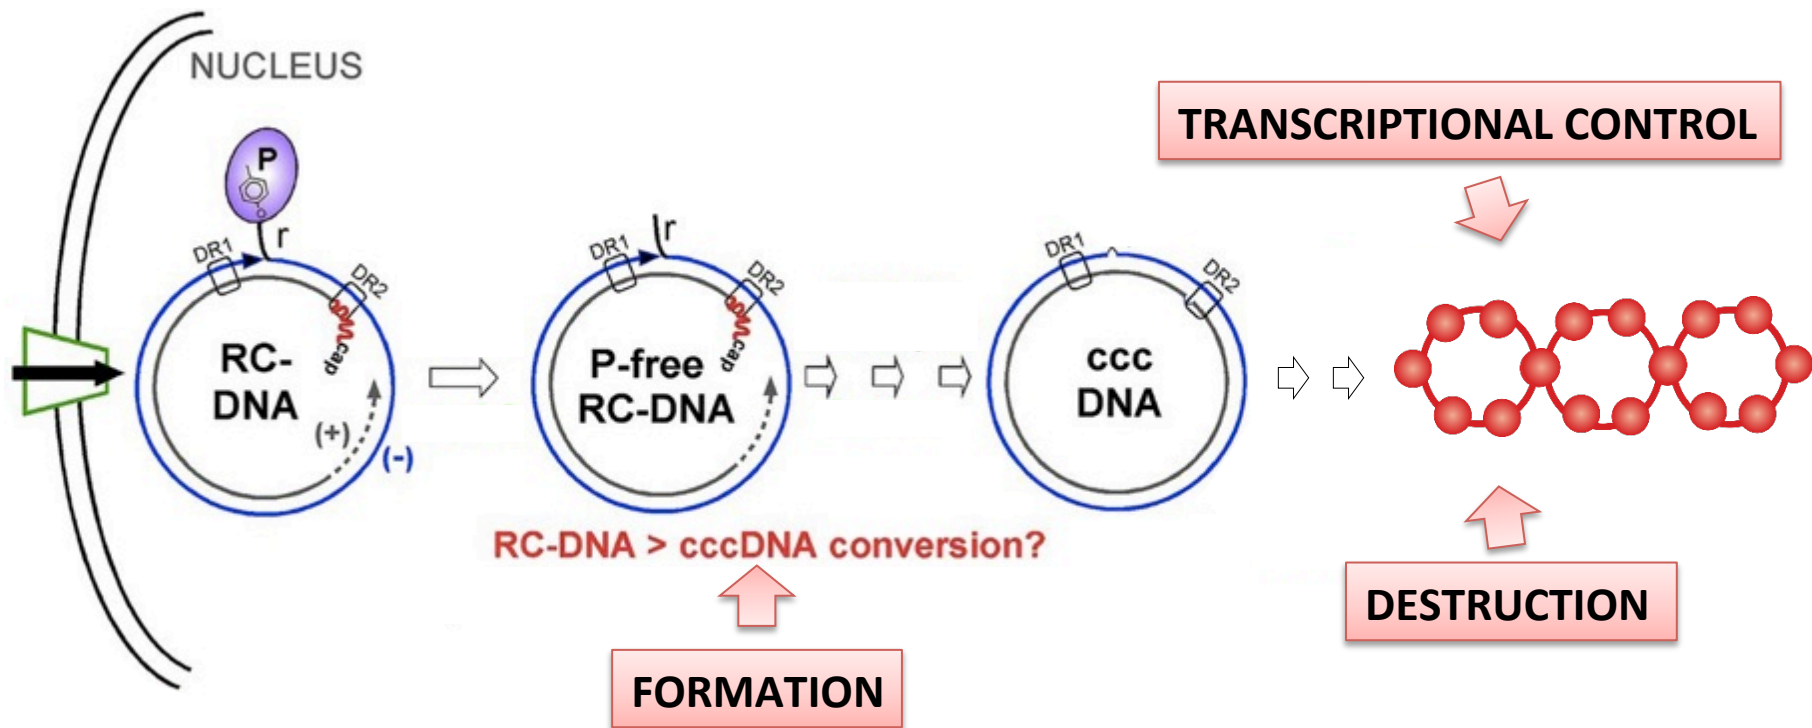 NUCLEUS
P
r
DR1
DR2
cap
RC-
DNA
(+)
(-)
r
DR1
DR2
cap
P-free
RC-DNA
DR1
DR2
ccc
DNA
RC-DNA > cccDNA conversion?
FORMATION
TRANSCRIPTIONAL CONTROL
DESTRUCTION